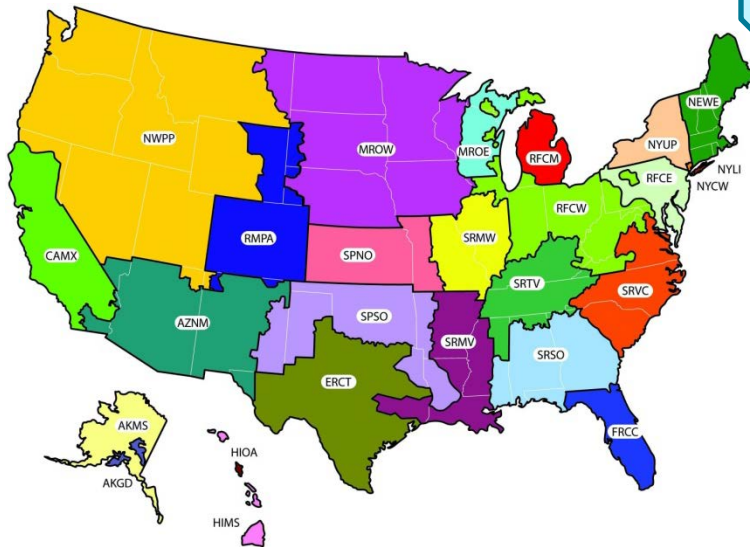 NEWE
NWPP
MROW
MROE
NYUP
RFCM
NYLI
RFCE
NYCW
RFCW
SRMW
RMPA
CAMX
SPNO
SRTV
SRVC
AZNM
SPSO
SRMV
SRSO
ERCT
AKMS
FRCC
HIOA
AKGD
HIMS